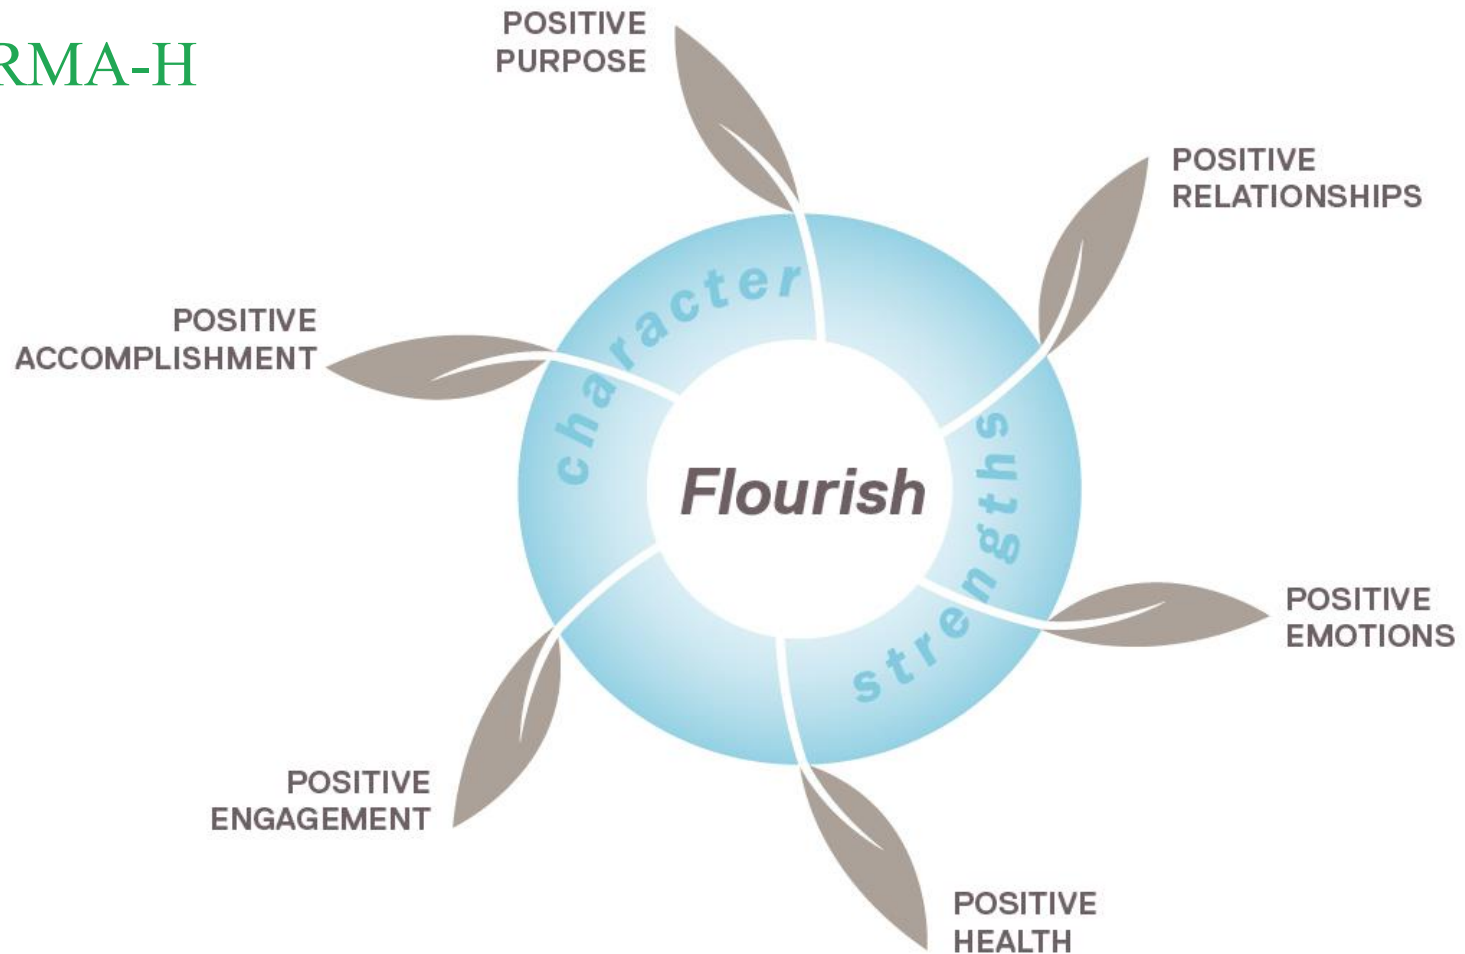 RMA-H
POSITIVE
PURPOSE
POSITIVE
RELATIONSHIPS
POSITIVE
ACCOMPLISHMENT
character
strengths
Flourish
POSITIVE
EMOTIONS
POSITIVE
ENGAGEMENT
POSITIVE
HEALTH